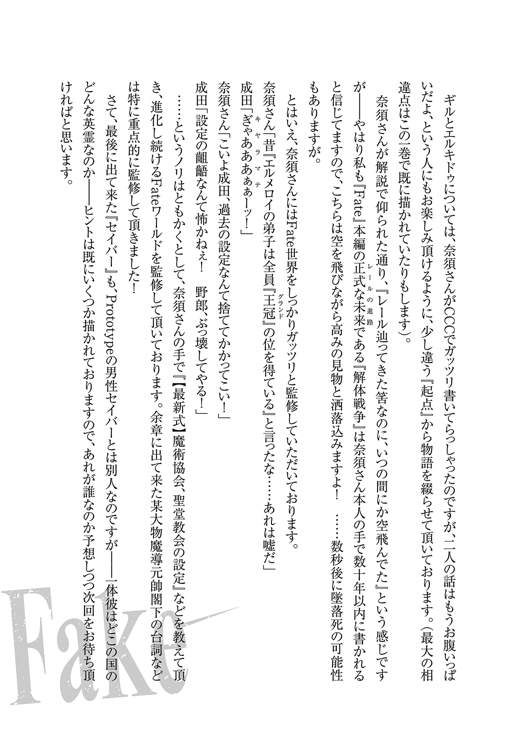 ギルとエルキドゥについては、奈須さんがCCCでガッツリ書いてらっしゃったのですが、二人の話はもうお腹いっぱ
いだよ、という人にもお楽しみ頂けるように、少し違う『起点』から物語を綴らせて頂いております。(最大の相
違点はこの一巻で既に描かれていたりもします)。
奈須さんが解説で仰られた通り、『レール辿ってきた筈なのに、いつの間にか空飛んでた』という感じです
が――やはり私も『Fate』本編の正式な未来である『解体戦争』は奈須さん本人の手で数十年以内に書かれる
レールの進路
と信じてますので、こちらは空を飛びながら高みの見物と洒落込みますよ! ……数秒後に墜落死の可能性
もありますが。
とはいえ、奈須さんにはFate世界をしっかりガッツリと監修していただいております。
奈須さん「昔『エルメロイの弟子は全員『王冠』の位を得ている』と言ったな……あれは嘘だ」
キヤラマテ
グランド
成田「ぎゃあああぁぁーッ!」
奈須さん「こいよ成田、過去の設定なんて捨ててかかってこい!」
成田「設定の齟齬なんて怖かねぇ! 野郎、ぶっ壊してやる!」
……というノリはともかくとして、奈須さんの手で『【最新式】魔術協会、聖堂教会の設定』などを教えて頂
き、進化し続けるFateワールドを監修して頂いております。余章に出て来た某大物魔導元帥閣下の台詞など
は特に重点的に監修して頂きました!
さて、最後に出て来た『セイバー』も、Prototypeの男性セイバーとは別人なのですが――一体彼はどこの国の
どんな英霊なのか――ヒントは既にいくつか描かれておりますので、あれが誰なのか予想しつつ次回をお待ち頂
ければと思います。
Fake